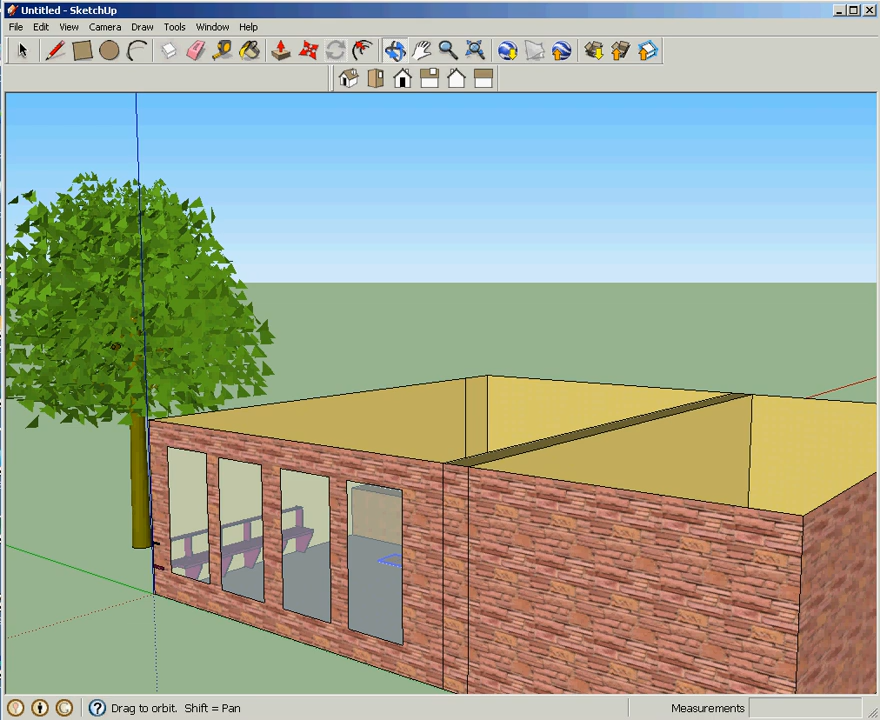 Untitled - SketchUp
File Edit View Camera Draw Tools Window Help
Drag to orbit. Shift = Pan
Measurements